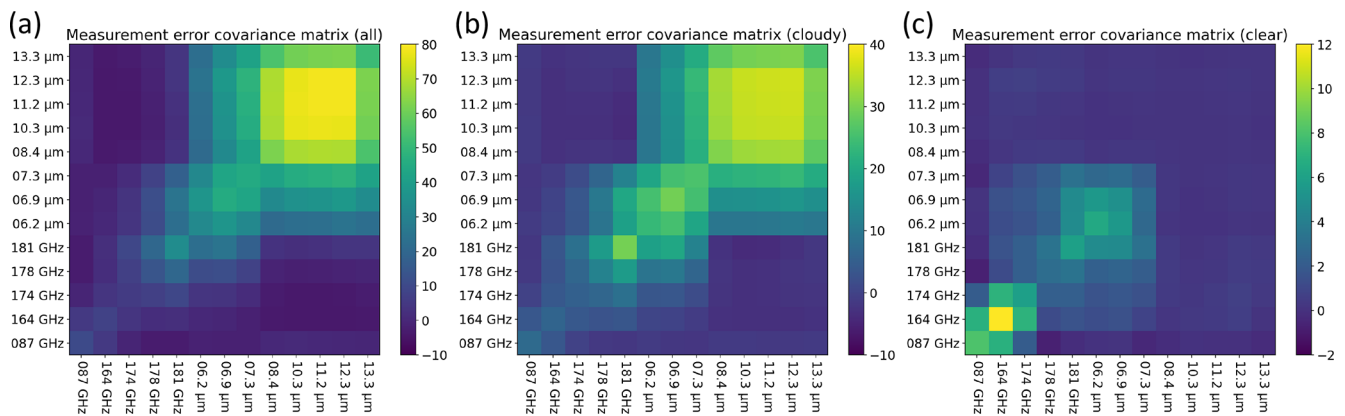 (a)
Measurement error covariance matrix (all)
13.3 μm
12.3 μm
11.2 μm
10.3 μm
08.4 μm
07.3 μm
06.9 μm
06.2 μm
181 GHz
178 GHz
174 GHz
164 GHz
087 GHz
087 GHz
164 GHz
174 GHz
178 GHz
181 GHz
06.2 μm
06.9 μm
07.3 μm
08.4 μm
10.3 μm
11.2 μm
12.3 μm
13.3 μm
80
70
60
50
40
30
20
10
0
−10
(b)
Measurement error covariance matrix (cloudy)
13.3 μm
12.3 μm
11.2 μm
10.3 μm
08.4 μm
07.3 μm
06.9 μm
06.2 μm
181 GHz
178 GHz
174 GHz
164 GHz
087 GHz
087 GHz
164 GHz
174 GHz
178 GHz
181 GHz
06.2 μm
06.9 μm
07.3 μm
08.4 μm
10.3 μm
11.2 μm
12.3 μm
13.3 μm
40
30
20
10
0
−10
(c)
Measurement error covariance matrix (clear)
13.3 μm
12.3 μm
11.2 μm
10.3 μm
08.4 μm
07.3 μm
06.9 μm
06.2 μm
181 GHz
178 GHz
174 GHz
164 GHz
087 GHz
087 GHz
164 GHz
174 GHz
178 GHz
181 GHz
06.2 μm
06.9 μm
07.3 μm
08.4 μm
10.3 μm
11.2 μm
12.3 μm
13.3 μm
12
10
8
6
4
2
0
−2